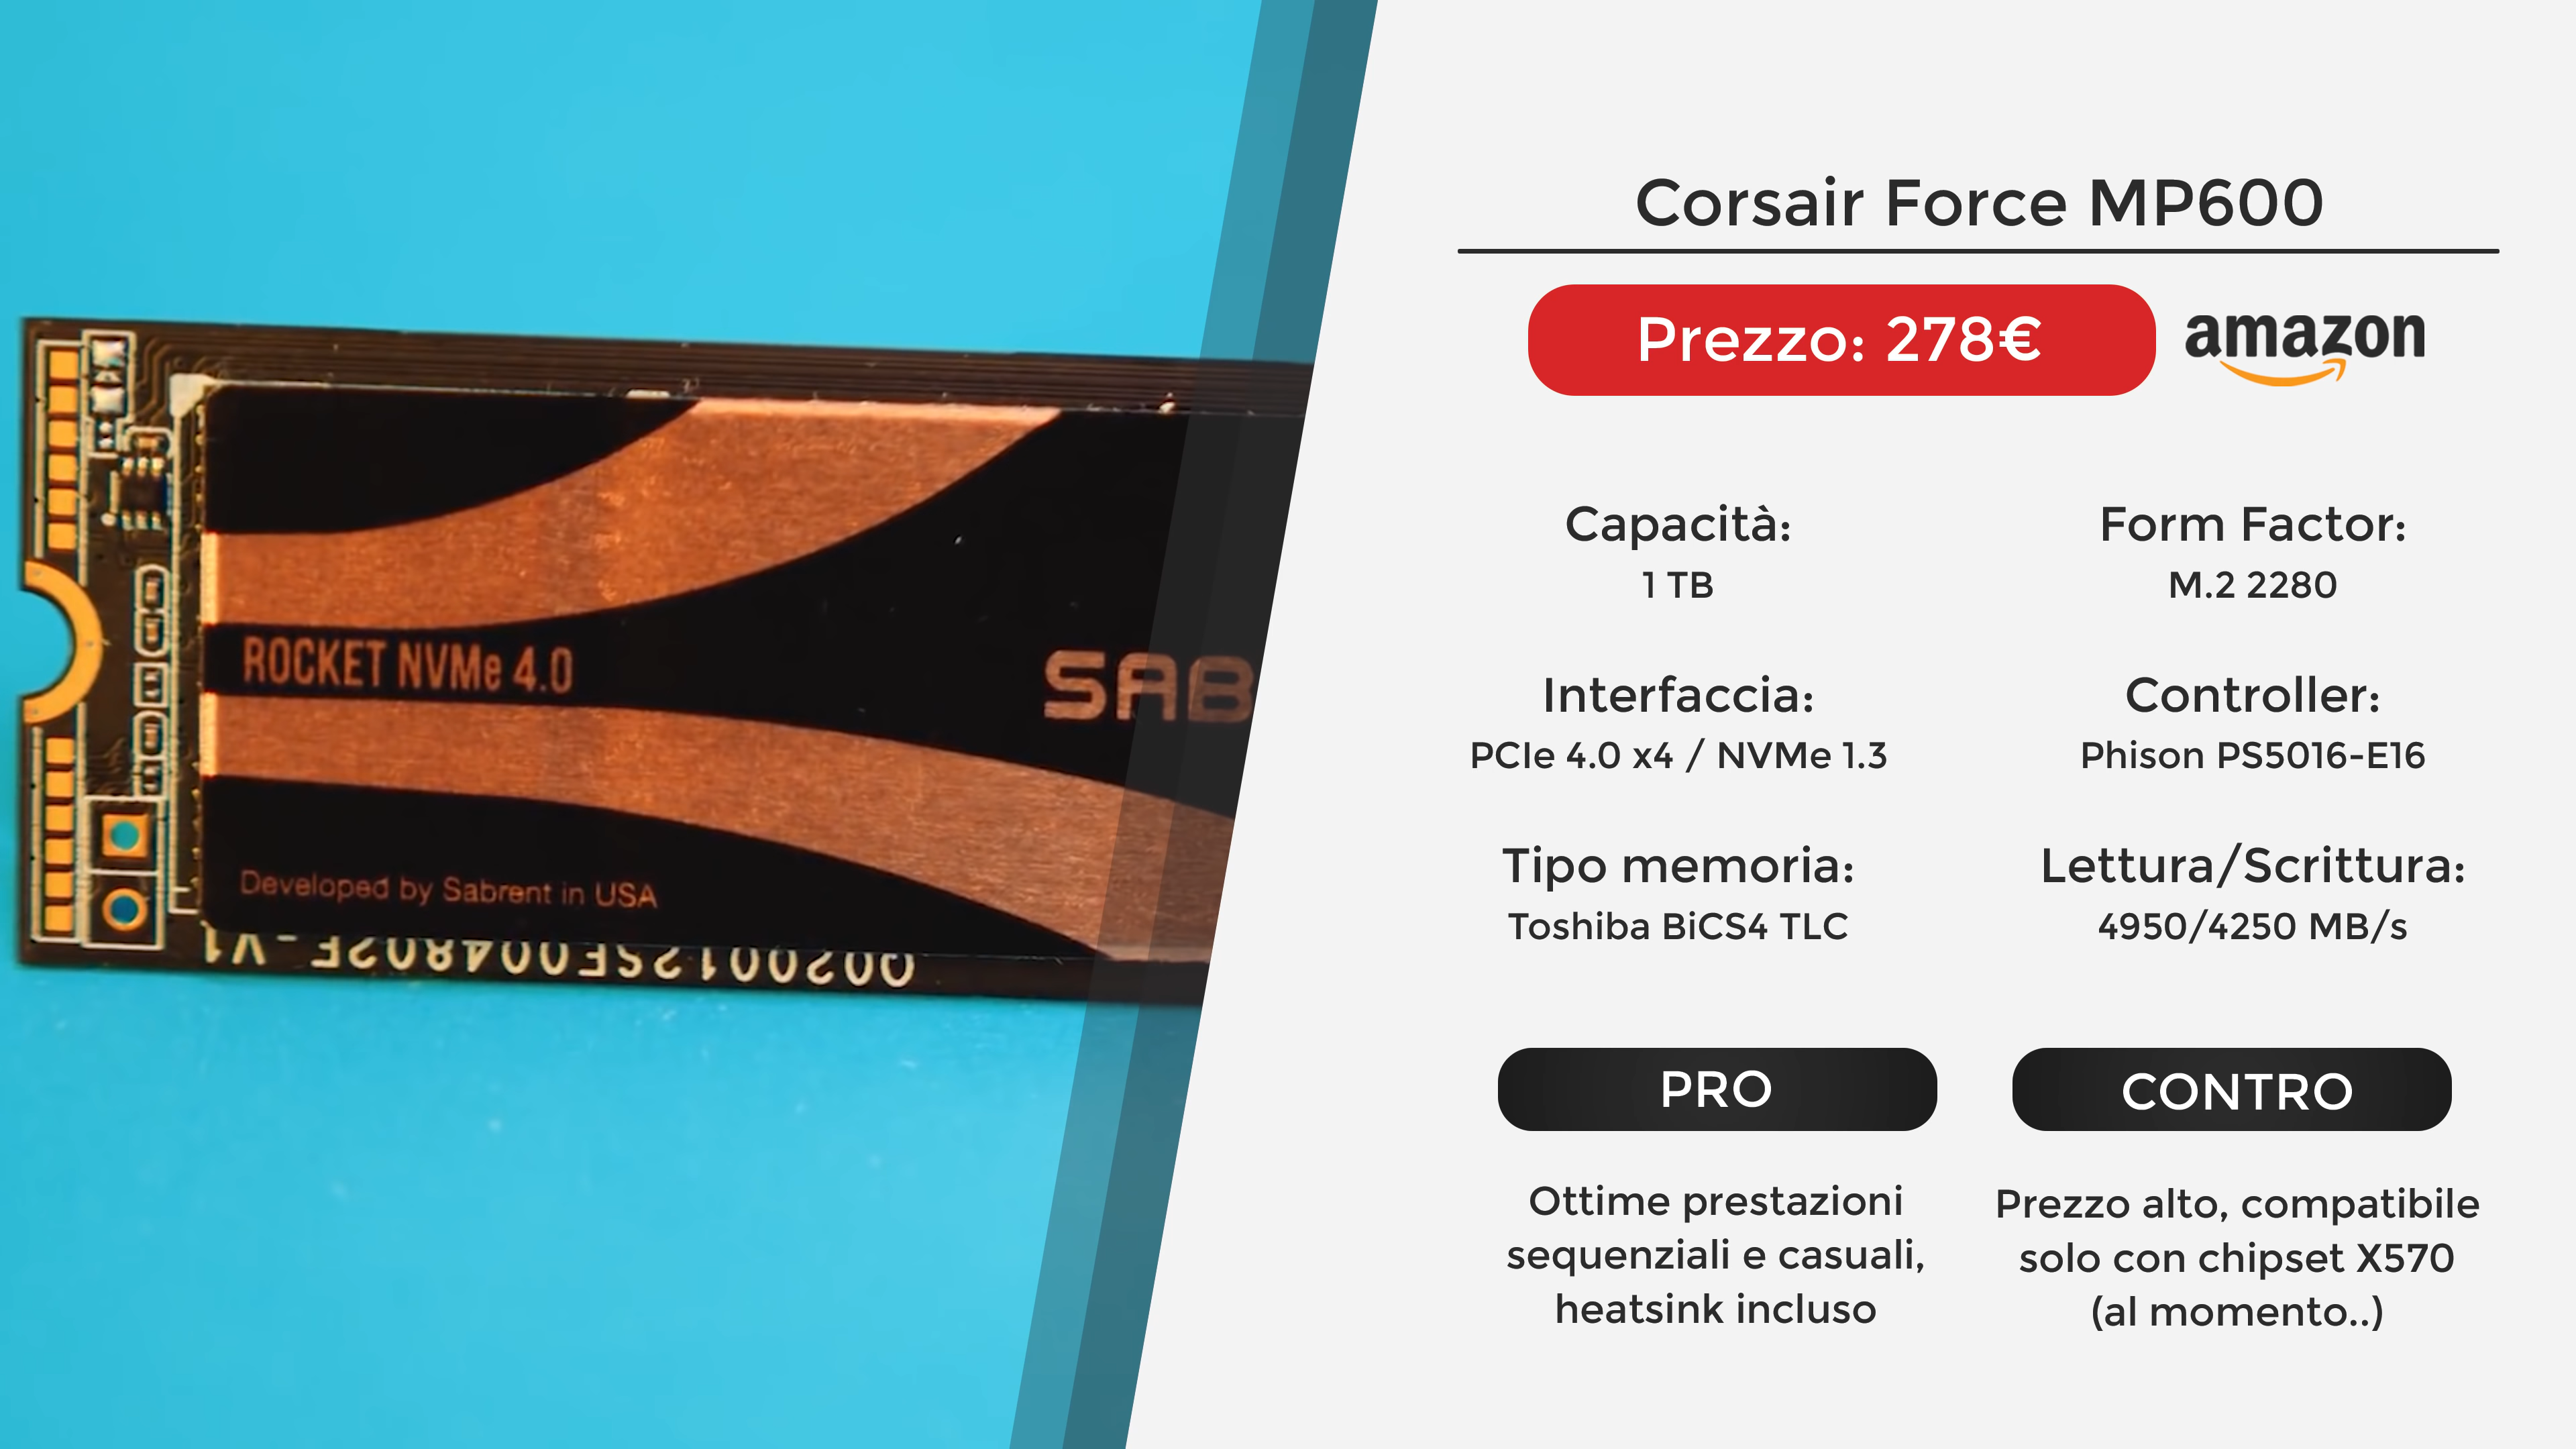 ROCKET NVMe 4.0
SAB
Developed by Sabrent in USA
Corsair Force MP600
Prezzo: 278€
amazon
Capacità:
1 TB
Form Factor:
M.2 2280
Interfaccia:
PCIe 4.0 x4 / NVMe 1.3
Controller:
Phison PS5016-E16
Tipo memoria:
Toshiba BiCS4 TLC
Lettura/Scrittura:
4950/4250 MB/s
PRO
Ottime prestazioni
sequenziali e casuali,
heatsink incluso
CONTRO
Prezzo alto, compatibile
solo con chipset X570
(al momento..)